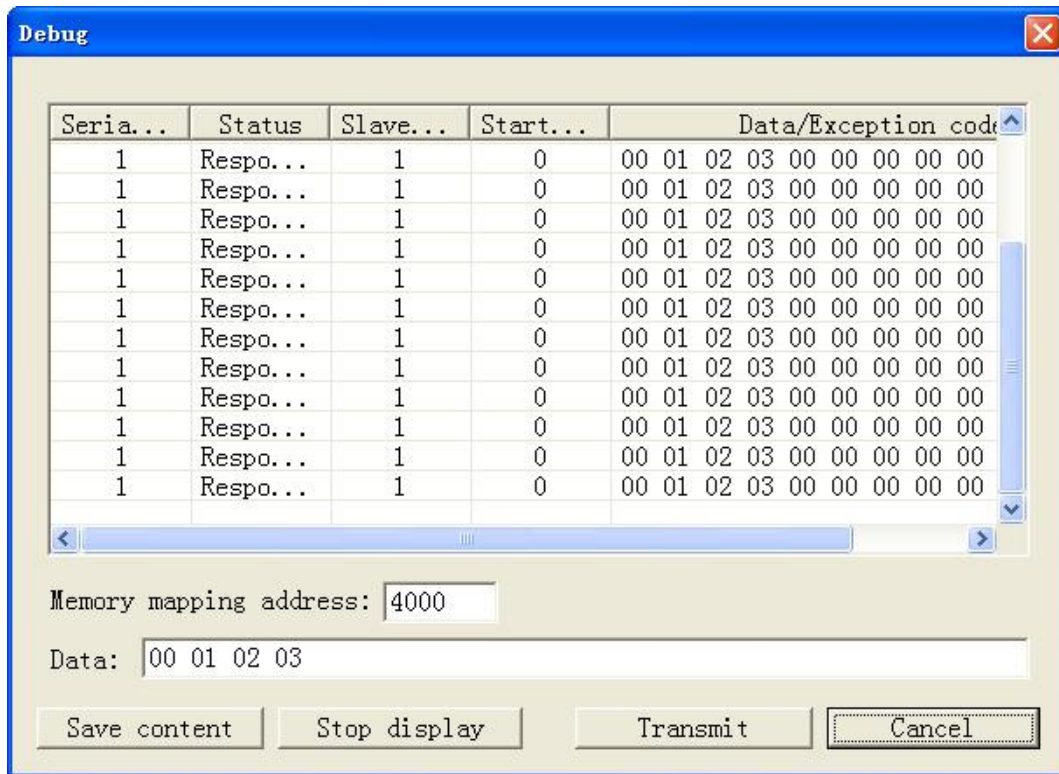 Debug
Seria... Status Slave... Start... Data/Exception code
1 Respo... 1 0 00 01 02 03 00 00 00 00 00
1 Respo... 1 0 00 01 02 03 00 00 00 00 00
1 Respo... 1 0 00 01 02 03 00 00 00 00 00
1 Respo... 1 0 00 01 02 03 00 00 00 00 00
1 Respo... 1 0 00 01 02 03 00 00 00 00 00
1 Respo... 1 0 00 01 02 03 00 00 00 00 00
1 Respo... 1 0 00 01 02 03 00 00 00 00 00
1 Respo... 1 0 00 01 02 03 00 00 00 00 00
1 Respo... 1 0 00 01 02 03 00 00 00 00 00
1 Respo... 1 0 00 01 02 03 00 00 00 00 00
1 Respo... 1 0 00 01 02 03 00 00 00 00 00
1 Respo... 1 0 00 01 02 03 00 00 00 00 00
Memory mapping address: 4000
Data: 00 01 02 03
Save content Stop display Transmit Cancel